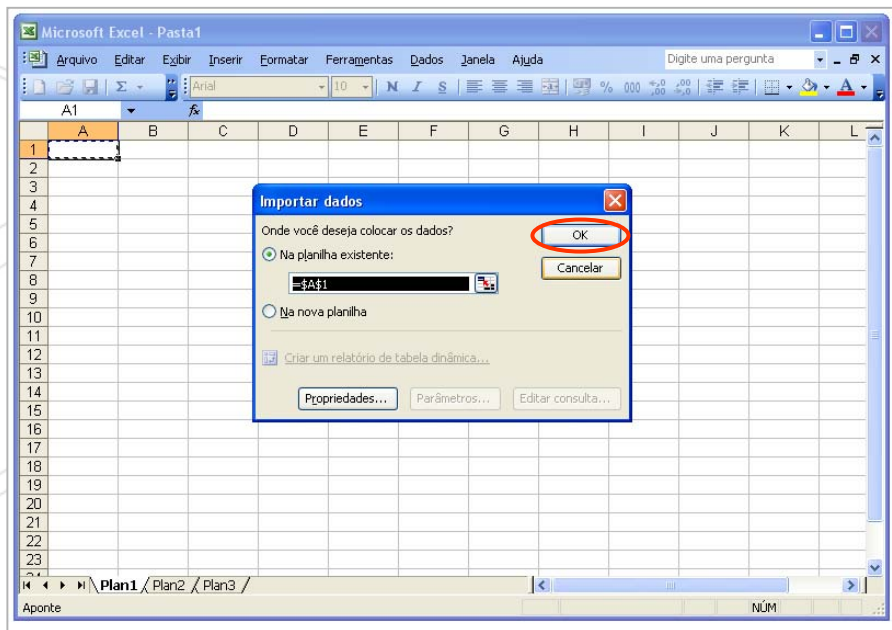 Microsoft Excel - Pasta1
Arquivo Editar Exibir Inserir Formatar Ferramentas Dados Janela Ajuda Digite uma pergunta
Σ Arial 10 N I S % 000 ,00 ,00 A
A1 fx
A B C D E F G H I J K L
1
2
3
4
5
6
7
8
9
10
11
12
13
14
15
16
17
18
19
20
21
22
23
Importar dados
Onde você deseja colocar os dados?
OK
Na planilha existente:
Cancelar
=$A$1
Na nova planilha
Criar um relatório de tabela dinâmica...
Propriedades... Parâmetros... Editar consulta...
Plan1 Plan2 Plan3
Aponte NÚM